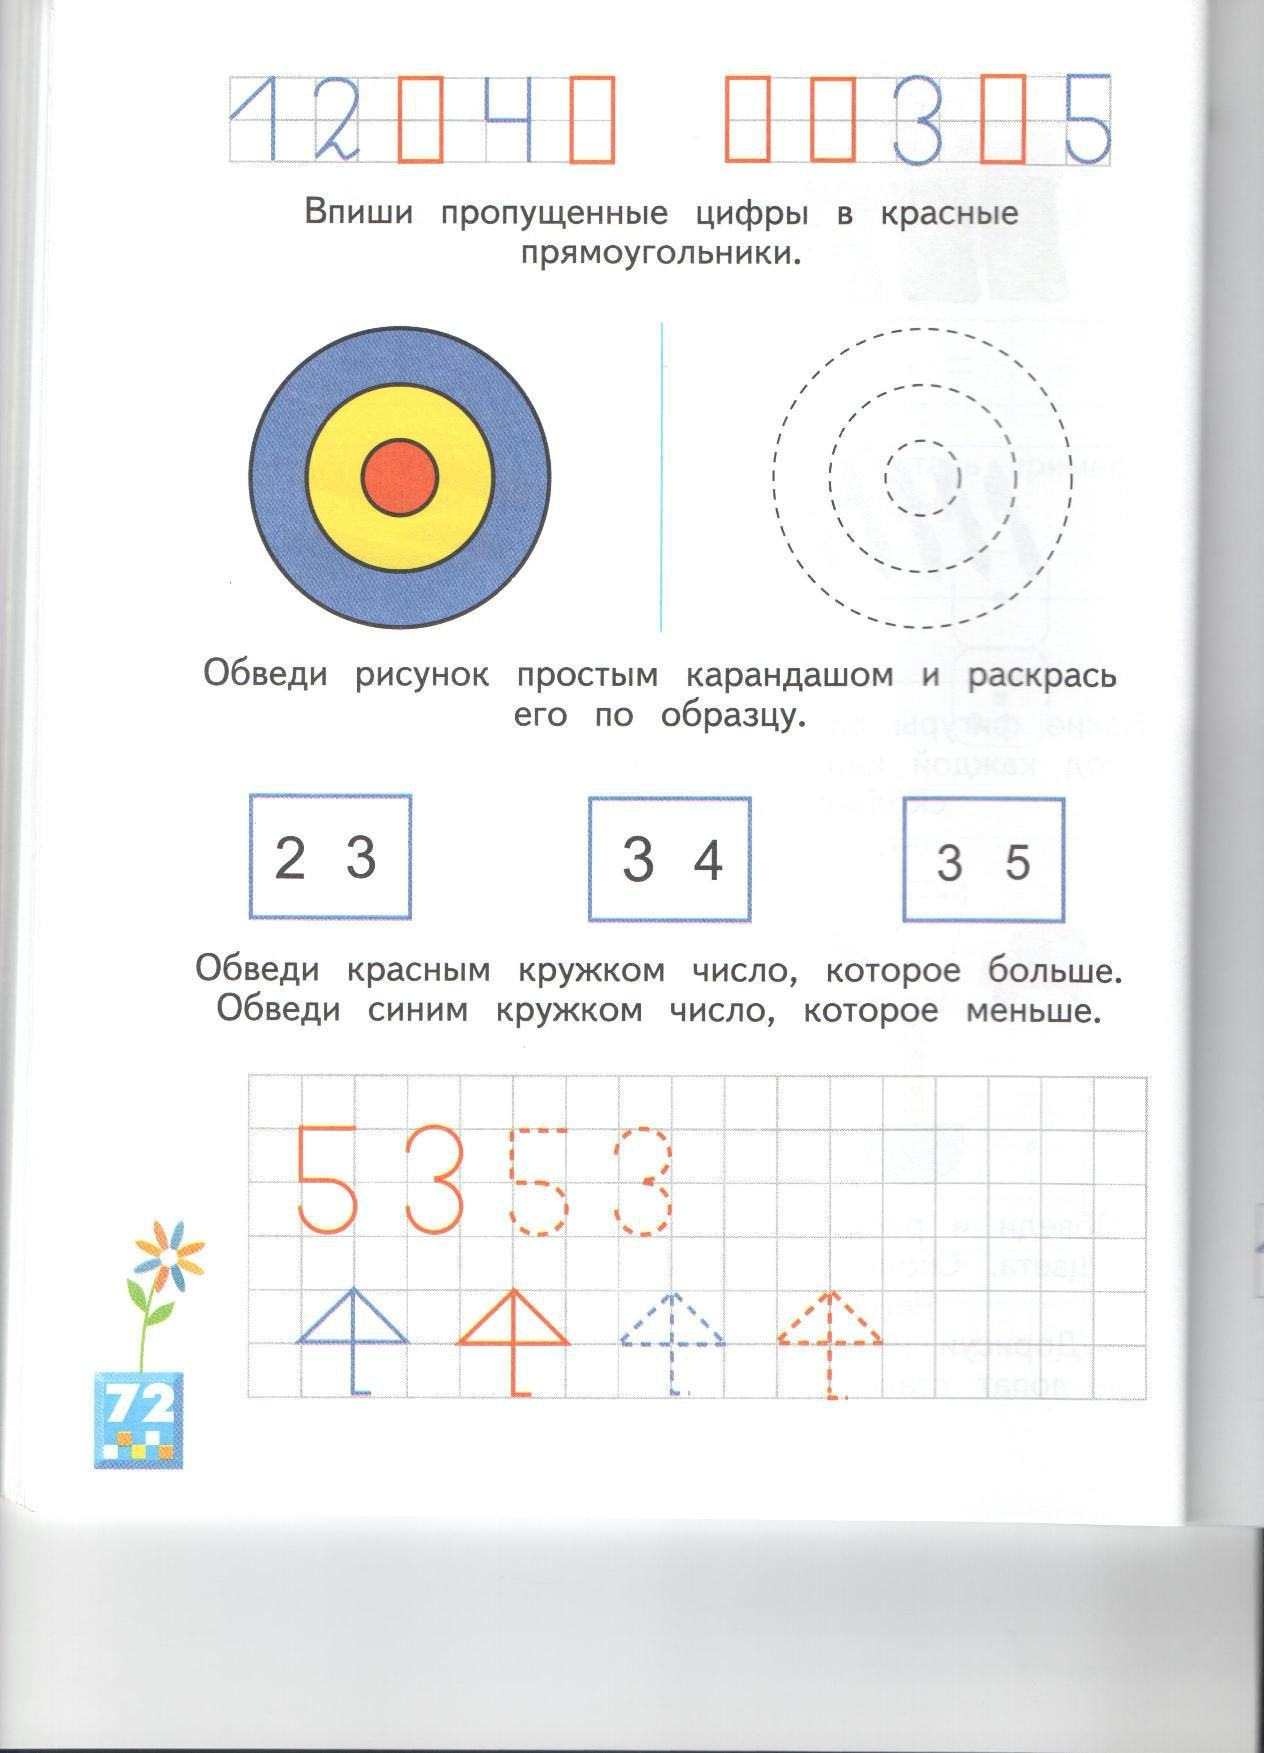 1 2 4 3 5
Впиши пропущенные цифры в красные
прямоугольники.
Обведи рисунок простым карандашом и раскрась
его по образцу.
2 3 3 4 3 5
Обведи красным кружком число, которое больше.
Обведи синим кружком число, которое меньше.
5 3 5 3
72